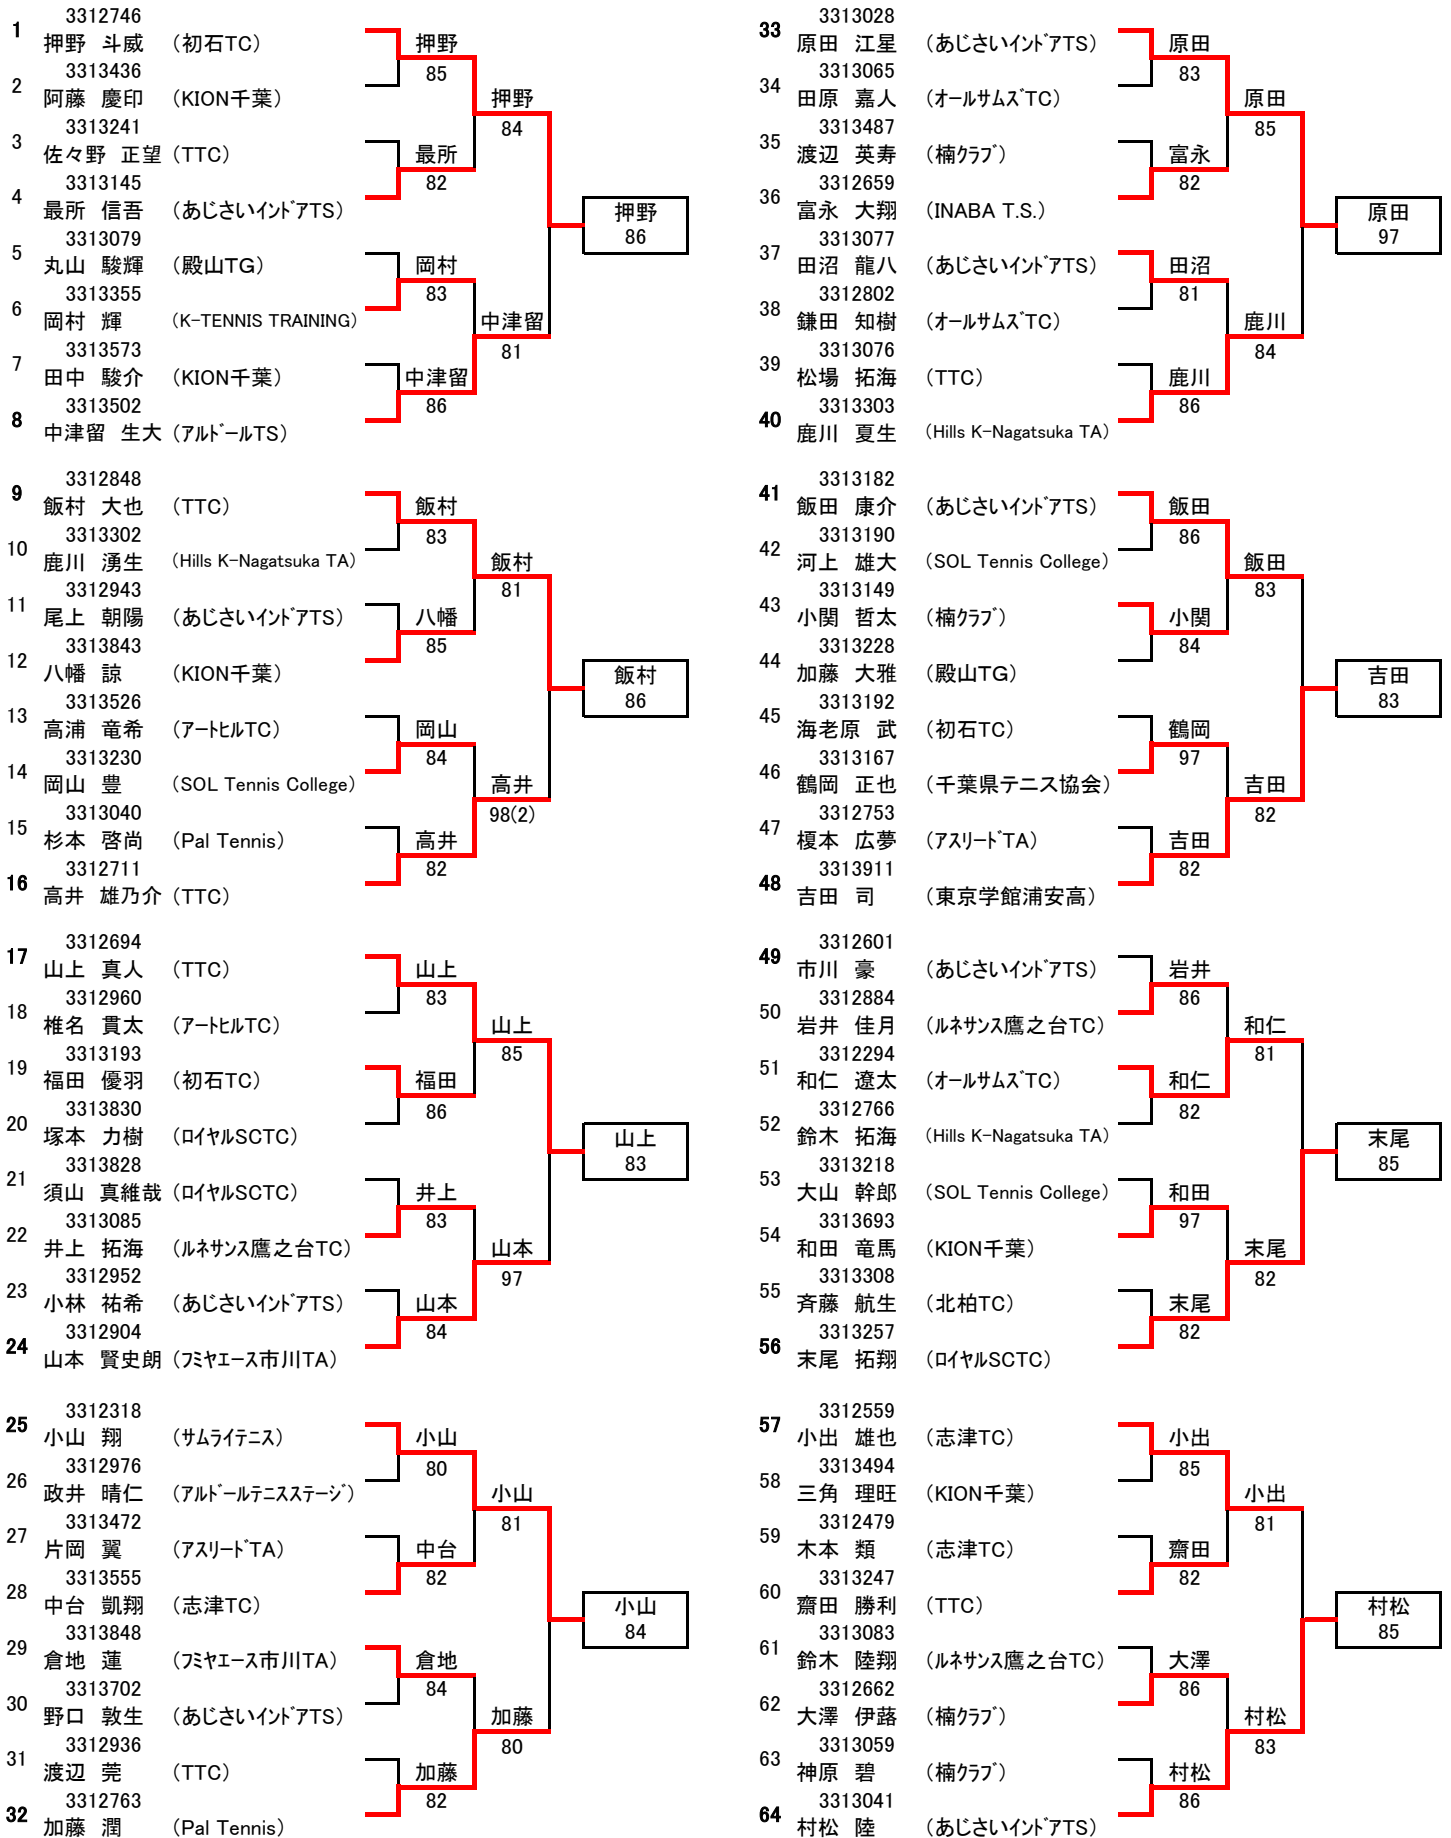 3312746
1 押野 斗威 (初石TC) 押野
3313436 85
2 阿藤 慶印 (KION千葉) 押野
3313241 84
3 佐々野 正望 (TTC) 最所
3313145 82
4 最所 信吾 (あじさいｲﾝﾄﾞｱTS) 押野
3313079 86
5 丸山 駿輝 (殿山TG) 岡村
3313355 83
6 岡村 輝 (K-TENNIS TRAINING) 中津留
3313573 81
7 田中 駿介 (KION千葉) 中津留
3313502 86
8 中津留 生大 (ｱﾙﾄﾞｰﾙTS)
3312848
9 飯村 大也 (TTC) 飯村
3313302 83
10 鹿川 湧生 (Hills K-Nagatsuka TA) 飯村
3312943 81
11 尾上 朝陽 (あじさいｲﾝﾄﾞｱTS) 八幡
3313843 85
12 八幡 諒 (KION千葉) 飯村
3313526 86
13 高浦 竜希 (ｱｰﾄﾋﾙTC) 岡山
3313230 84
14 岡山 豊 (SOL Tennis College) 高井
3313040 98(2)
15 杉本 啓尚 (Pal Tennis) 高井
3312711 82
16 高井 雄乃介 (TTC)
3312694
17 山上 真人 (TTC) 山上
3312960 83
18 椎名 貫太 (ｱｰﾄﾋﾙTC) 山上
3313193 85
19 福田 優羽 (初石TC) 福田
3313830 86
20 塚本 力樹 (ﾛｲﾔﾙSCTC) 山上
3313828 83
21 須山 真維哉 (ﾛｲﾔﾙSCTC) 井上
3313085 83
22 井上 拓海 (ﾙﾈｻﾝｽ鷹之台TC) 山本
3312952 97
23 小林 祐希 (あじさいｲﾝﾄﾞｱTS) 山本
3312904 84
24 山本 賢史朗 (ﾌﾐﾔｴｰｽ市川TA)
3312318
25 小山 翔 (ｻﾑﾗｲﾃﾆｽ) 小山
3312976 80
26 政井 晴仁 (ｱﾙﾄﾞｰﾙﾃﾆｽｽﾃｰｼﾞ) 小山
3313472 81
27 片岡 翼 (ｱｽﾘｰﾄﾞTA) 中台
3313555 82
28 中台 凱翔 (志津TC) 小山
3313848 84
29 倉地 蓮 (ﾌﾐﾔｴｰｽ市川TA) 倉地
3313702 84
30 野口 敦生 (あじさいｲﾝﾄﾞｱTS) 加藤
3312936 80
31 渡辺 莞 (TTC) 加藤
3312763 82
32 加藤 潤 (Pal Tennis)
3313028
33 原田 江星 (あじさいｲﾝﾄﾞｱTS) 原田
3313065 83
34 田原 嘉人 (ｵｰﾙｻﾑｽﾞTC) 原田
3313487 85
35 渡辺 英寿 (楠ｸﾗﾌﾞ) 富永
3312659 82
36 富永 大翔 (INABA T.S.) 原田
3313077 97
37 田沼 龍八 (あじさいｲﾝﾄﾞｱTS) 田沼
3312802 81
38 鎌田 知樹 (ｵｰﾙｻﾑｽﾞTC) 鹿川
3313076 84
39 松場 拓海 (TTC) 鹿川
3313303 86
40 鹿川 夏生 (Hills K-Nagatsuka TA)
3313182
41 飯田 康介 (あじさいｲﾝﾄﾞｱTS) 飯田
3313190 86
42 河上 雄大 (SOL Tennis College) 飯田
3313149 83
43 小関 哲太 (楠ｸﾗﾌﾞ) 小関
3313228 84
44 加藤 大雅 (殿山TG) 吉田
3313192 83
45 海老原 武 (初石TC) 鶴岡
3313167 97
46 鶴岡 正也 (千葉県テニス協会) 吉田
3312753 82
47 榎本 広夢 (ｱｽﾘｰﾄﾞTA) 吉田
3313911 82
48 吉田 司 (東京学館浦安高)
3312601
49 市川 豪 (あじさいｲﾝﾄﾞｱTS) 岩井
3312884 86
50 岩井 佳月 (ﾙﾈｻﾝｽ鷹之台TC) 和仁
3312294 81
51 和仁 遼太 (ｵｰﾙｻﾑｽﾞTC) 和仁
3312766 82
52 鈴木 拓海 (Hills K-Nagatsuka TA) 末尾
3313218 85
53 大山 幹郎 (SOL Tennis College) 和田
3313693 97
54 和田 竜馬 (KION千葉) 末尾
3313308 82
55 斉藤 航生 (北柏TC) 末尾
3313257 82
56 末尾 拓翔 (ﾛｲﾔﾙSCTC)
3312559
57 小出 雄也 (志津TC) 小出
3313494 85
58 三角 理旺 (KION千葉) 小出
3312479 81
59 木本 類 (志津TC) 齋田
3313247 82
60 齋田 勝利 (TTC) 村松
3313083 85
61 鈴木 陸翔 (ﾙﾈｻﾝｽ鷹之台TC) 大澤
3312662 86
62 大澤 伊蕗 (楠ｸﾗﾌﾞ) 村松
3313059 83
63 神原 碧 (楠ｸﾗﾌﾞ) 村松
3313041 86
64 村松 陸 (あじさいｲﾝﾄﾞｱTS)